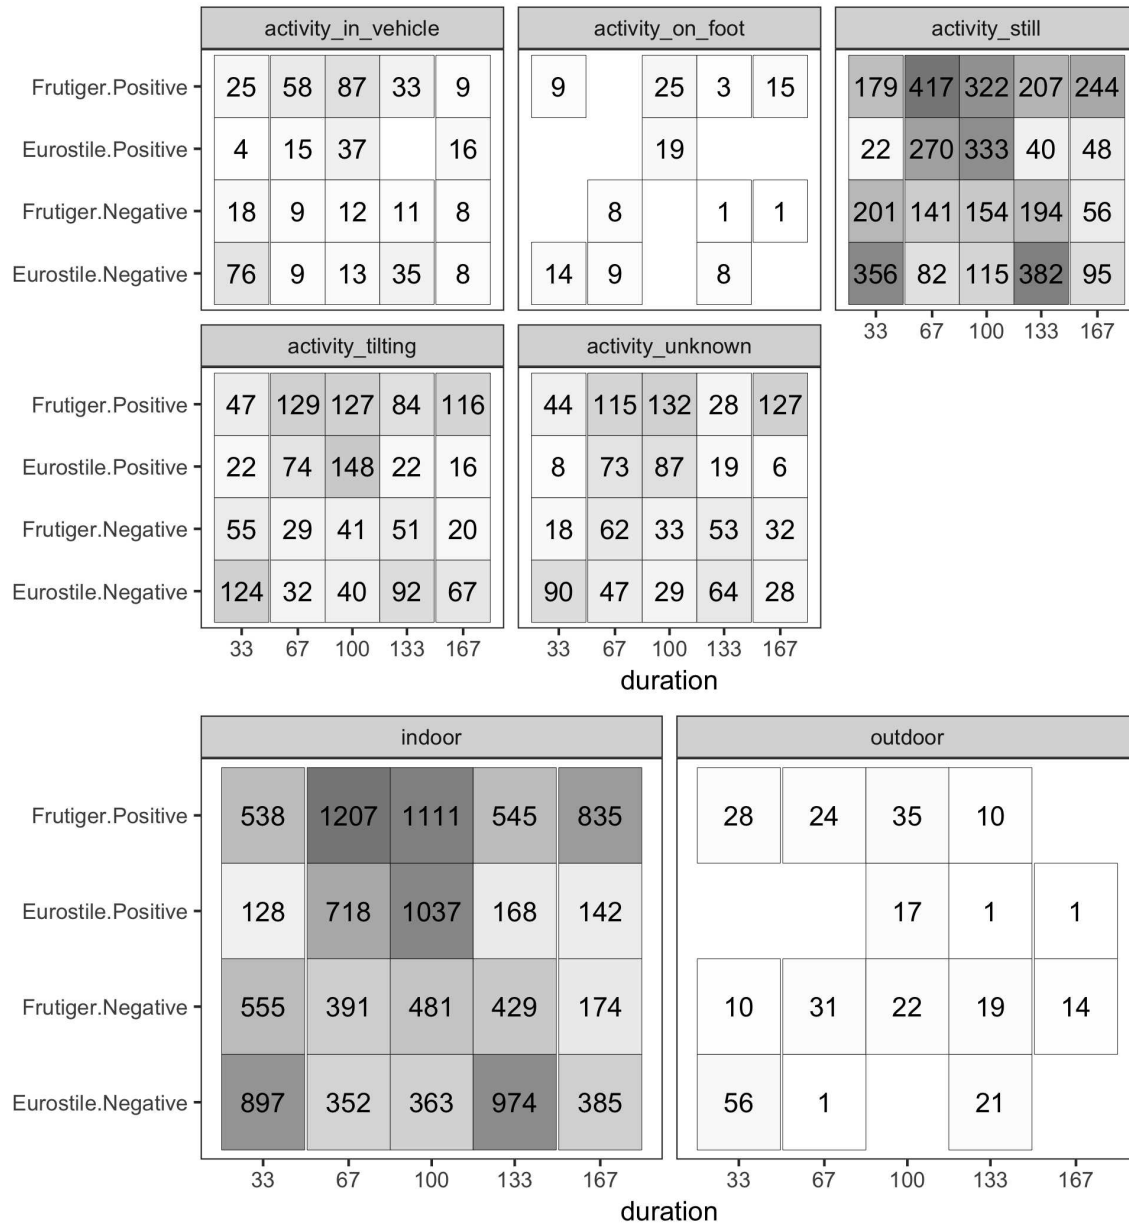 activity_in_vehicle activity_on_foot activity_still
Frutiger.Positive 25 58 87 33 9 9 25 3 15 179 417 322 207 244
Eurostile.Positive 4 15 37 16 19 22 270 333 40 48
Frutiger.Negative 18 9 12 11 8 8 1 1 201 141 154 194 56
Eurostile.Negative 76 9 13 35 8 14 9 8 356 82 115 382 95
33 67 100 133 167
activity_tilting activity_unknown
Frutiger.Positive 47 129 127 84 116 44 115 132 28 127
Eurostile.Positive 22 74 148 22 16 8 73 87 19 6
Frutiger.Negative 55 29 41 51 20 18 62 33 53 32
Eurostile.Negative 124 32 40 92 67 90 47 29 64 28
33 67 100 133 167 33 67 100 133 167
duration
indoor outdoor
Frutiger.Positive 538 1207 1111 545 835 28 24 35 10
Eurostile.Positive 128 718 1037 168 142 17 1 1
Frutiger.Negative 555 391 481 429 174 10 31 22 19 14
Eurostile.Negative 897 352 363 974 385 56 1 21
33 67 100 133 167 33 67 100 133 167
duration